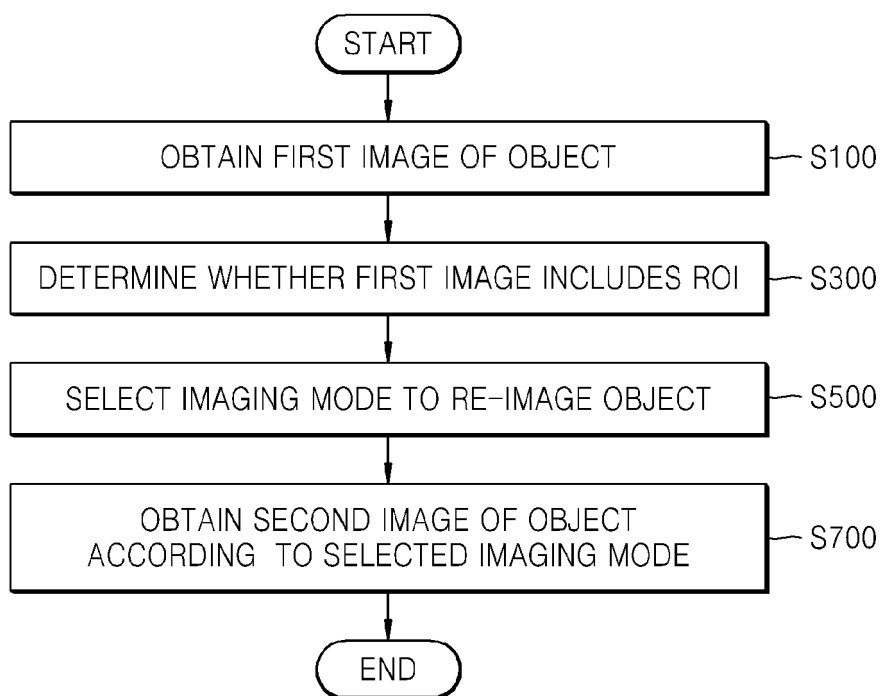 START
OBTAIN FIRST IMAGE OF OBJECT
S100
DETERMINE WHETHER FIRST IMAGE INCLUDES ROI
S300
SELECT IMAGING MODE TO RE-IMAGE OBJECT
S500
OBTAIN SECOND IMAGE OF OBJECT
ACCORDING TO SELECTED IMAGING MODE
S700
END